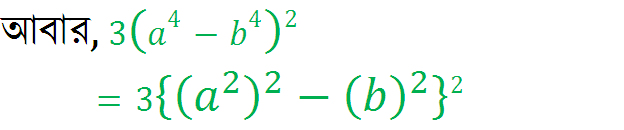 আবার, 3(a⁴ − b⁴)²
= 3{(a²)² − (b)²}²